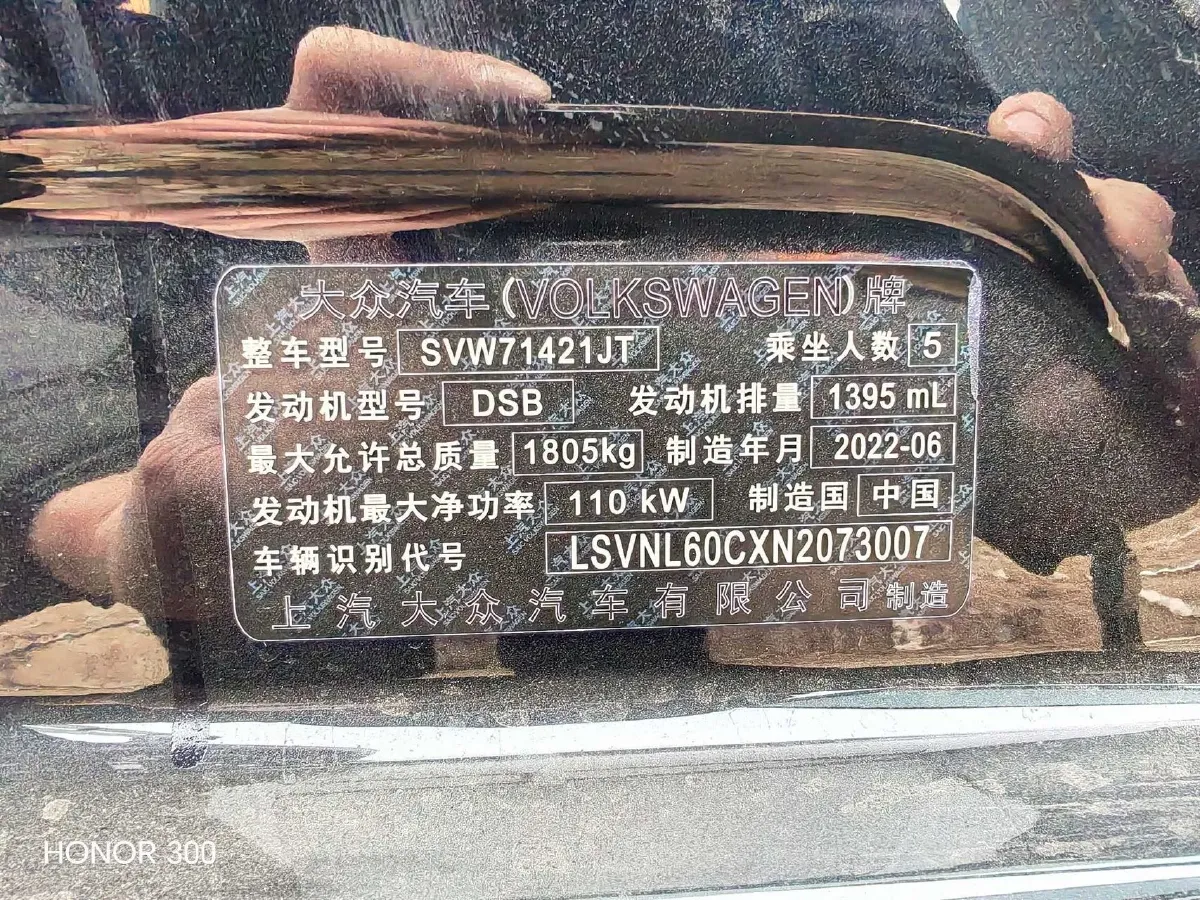 大众汽车(VOLKSWAGEN)牌
整车型号 SVW71421JT 乘坐人数 5
发动机型号 DSB 发动机排量 1395 mL
最大允许总质量 1805kg 制造年月 2022-06
发动机最大净功率 110 kW 制造国 中国
车辆识别代号 LSVNL60CXN2073007
上汽大众汽车有限公司制造
HONOR 300